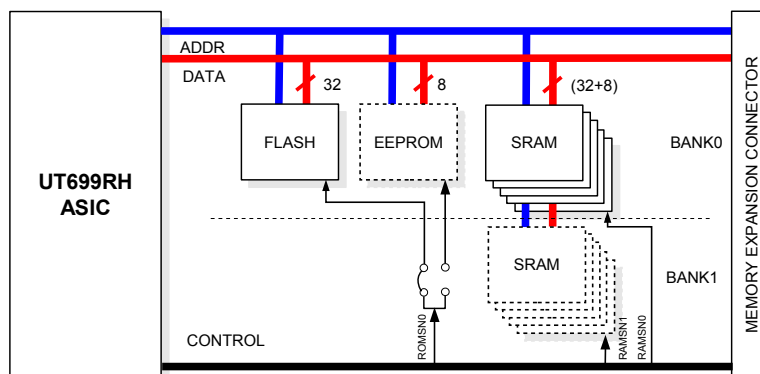 ADDR
DATA
32
8
(32+8)
FLASH
EEPROM
SRAM
BANK0
UT699RH
ASIC
SRAM
BANK1
CONTROL
ROMSN0
RAMSN1
RAMSN0
MEMORY EXPANSION CONNECTOR